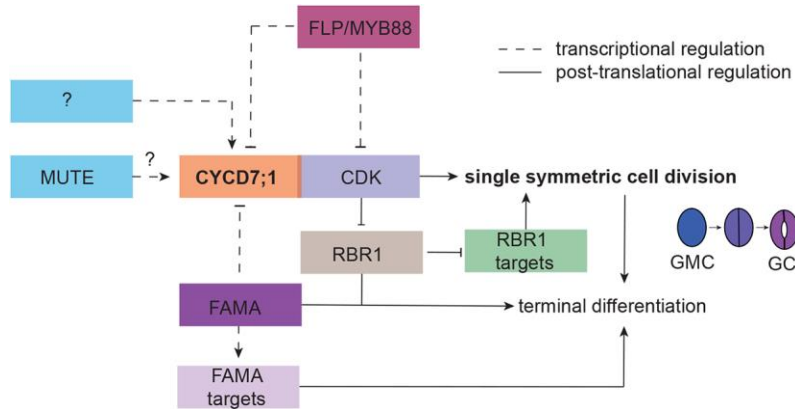 FLP/MYB88
transcriptional regulation
post-translational regulation
?
?
MUTE
CYCD7;1
CDK
single symmetric cell division
RBR1
RBR1
targets
GMC
GC
FAMA
terminal differentiation
FAMA
targets